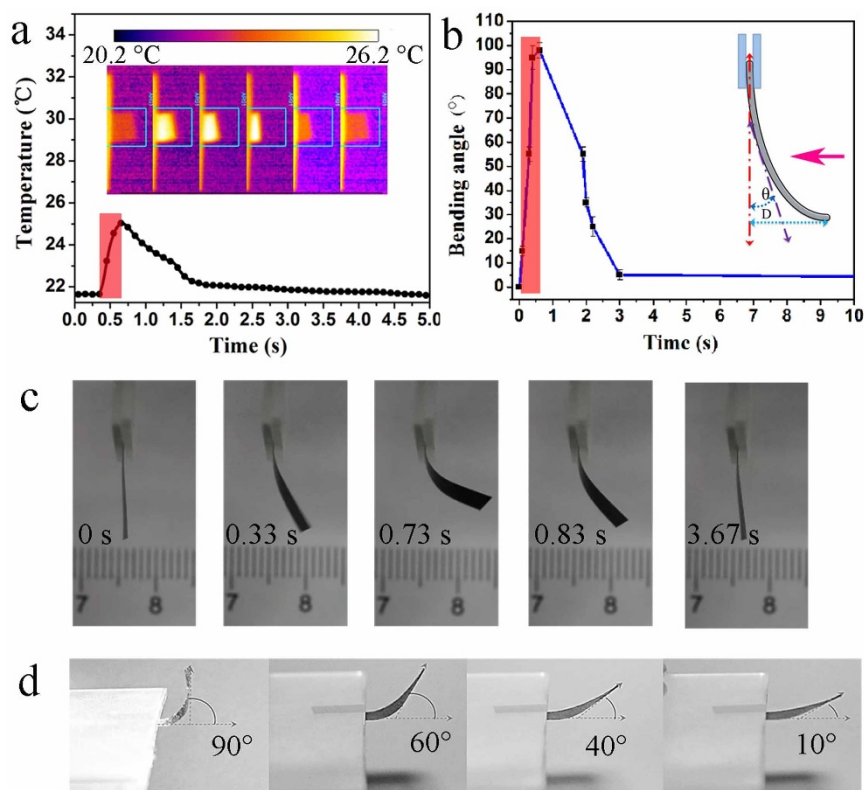 a
20.2 °C
26.2 °C
Temperature (℃)
34
32
30
28
26
24
22
0.0 0.5 1.0 1.5 2.0 2.5 3.0 3.5 4.0 4.5 5.0
Time (s)
b
Bending angle (°)
110
100
90
80
70
60
50
40
30
20
10
0
θ
D
0 1 2 3 4 5 6 7 8 9 10
Time (s)
c
0 s
0.33 s
0.73 s
0.83 s
3.67 s
7 8
7 8
7 8
7 8
7 8
d
90°
60°
40°
10°